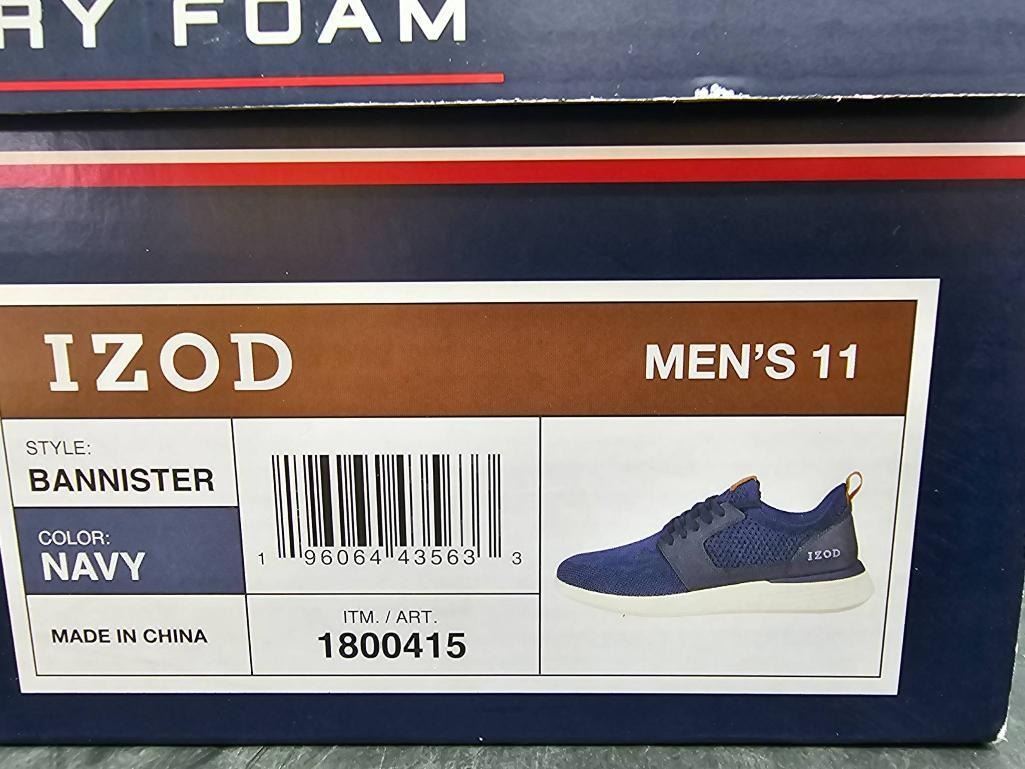 FOAM
IZOD
MEN'S 11
STYLE:
BANNISTER
COLOR:
NAVY
MADE IN CHINA
1 96064 43563 3
ITM. / ART.
1800415
IZOD